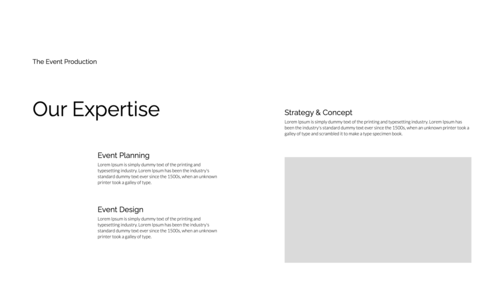 The Event Production
Our Expertise
Event Planning
Lorem Ipsum is simply dummy text of the printing and
typesetting industry. Lorem Ipsum has been the industry's
standard dummy text ever since the 1500s, when an unknown
printer took a galley of type.
Event Design
Lorem Ipsum is simply dummy text of the printing and
typesetting industry. Lorem Ipsum has been the industry's
standard dummy text ever since the 1500s, when an unknown
printer took a galley of type.
Strategy & Concept
Lorem Ipsum is simply dummy text of the printing and typesetting industry. Lorem Ipsum has
been the industry's standard dummy text ever since the 1500s, when an unknown printer took a
galley of type and scrambled it to make a type specimen book.